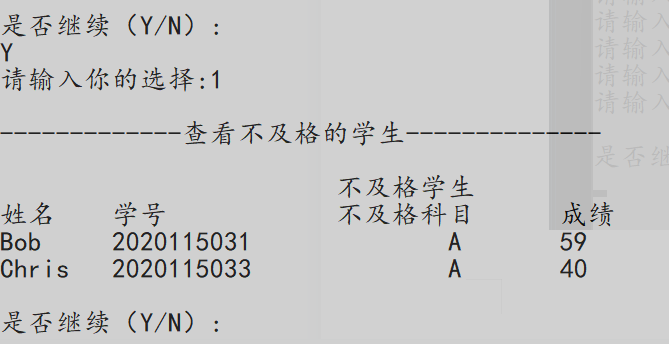 是否继续（Y/N）:
Y
请输入你的选择:1
-------------查看不及格的学生--------------
不及格学生
姓名 学号 不及格科目 成绩
Bob 2020115031 A 59
Chris 2020115033 A 40
是否继续（Y/N）:
请输入
请输入
请输入
请输入
是否继